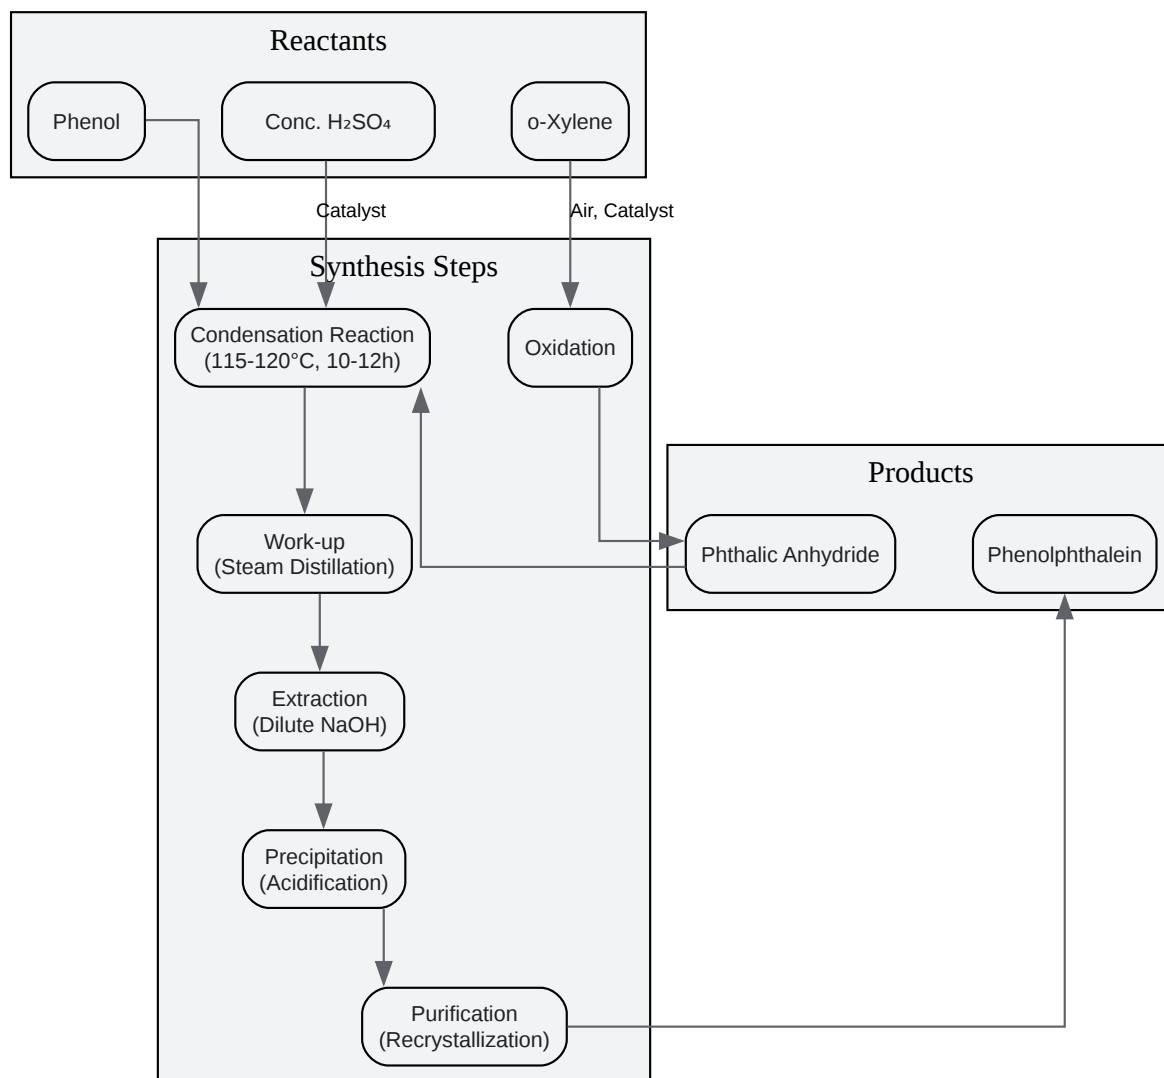 Reactants
Phenol
Conc. H₂SO₄
o-Xylene
Catalyst
Air, Catalyst
Synthesis Steps
Condensation Reaction
(115-120°C, 10-12h)
Oxidation
Products
Work-up
(Steam Distillation)
Phthalic Anhydride
Phenolphthalein
Extraction
(Dilute NaOH)
Precipitation
(Acidification)
Purification
(Recrystallization)